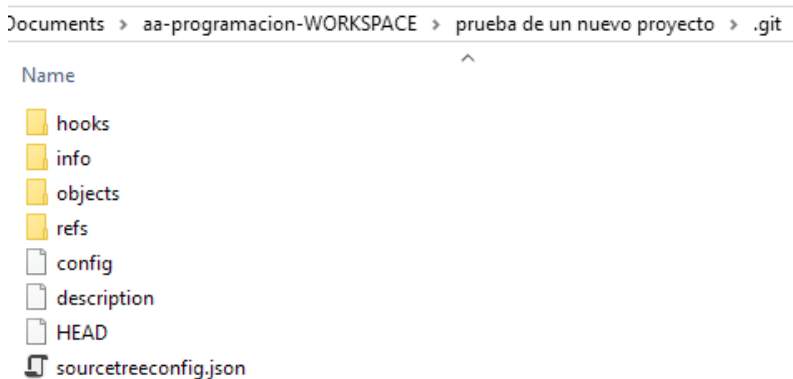 Documents > aa-programacion-WORKSPACE > prueba de un nuevo proyecto > .git
Name
hooks
info
objects
refs
config
description
HEAD
sourcetreeconfig.json